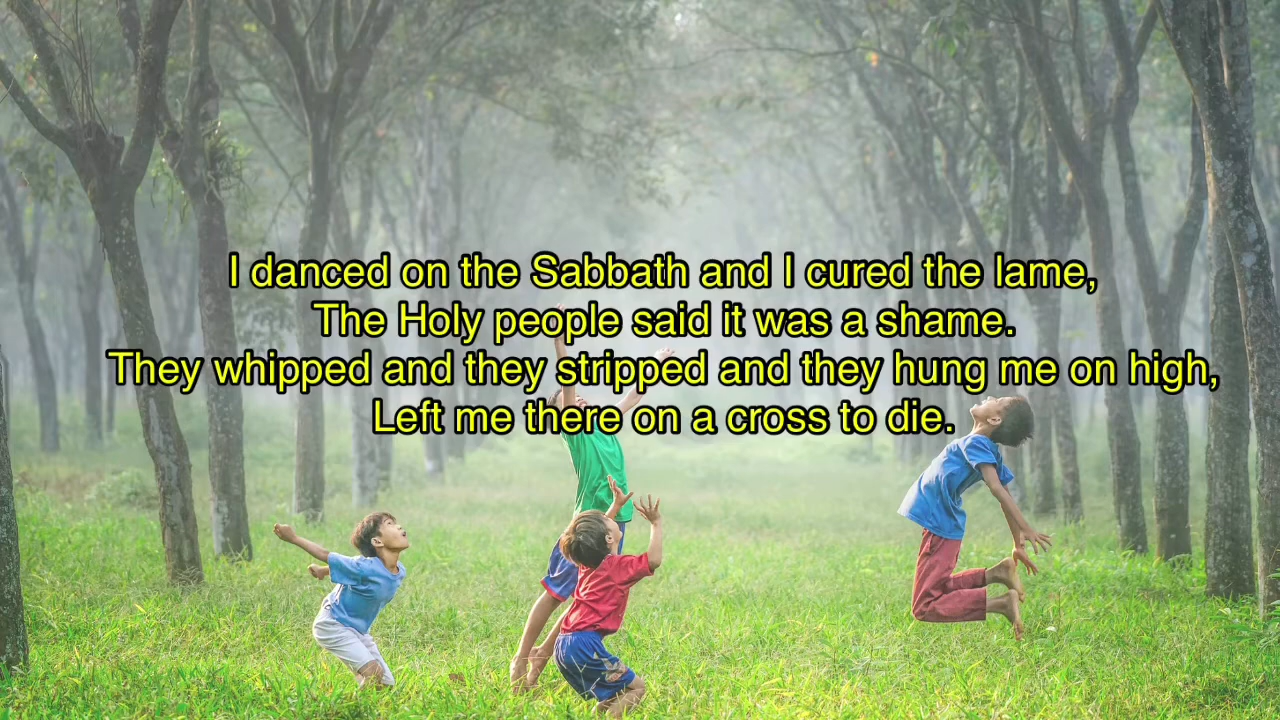 I danced on the Sabbath and I cured the lame,
The Holy people said it was a shame.
They whipped and they stripped and they hung me on high,
Left me there on a cross to die.